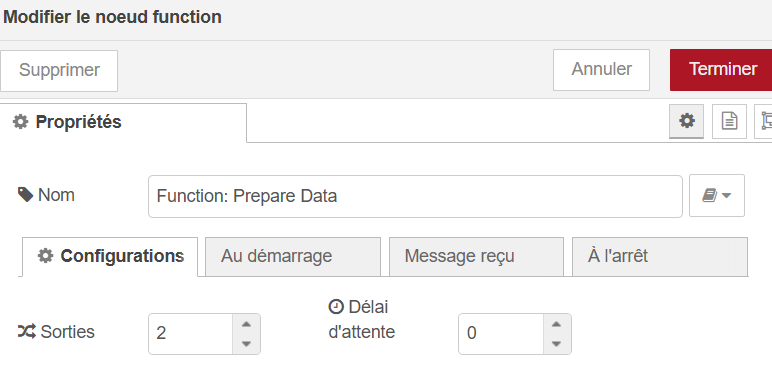 Modifier le noeud function
Supprimer
Annuler
Terminer
Propriétés
Nom
Function: Prepare Data
Configurations
Au démarrage
Message reçu
À l'arrêt
Sorties
2
Délai
d'attente
0